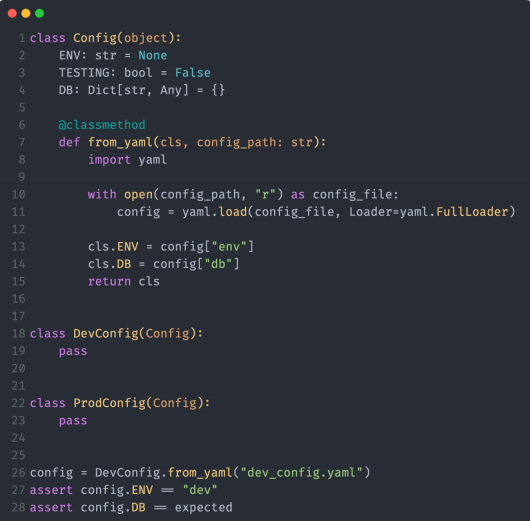 1 class Config(object):
2     ENV: str = None
3     TESTING: bool = False
4     DB: Dict[str, Any] = {}
5
6     @classmethod
7     def from_yaml(cls, config_path: str):
8         import yaml
9
10         with open(config_path, "r") as config_file:
11             config = yaml.load(config_file, Loader=yaml.FullLoader)
12
13         cls.ENV = config["env"]
14         cls.DB = config["db"]
15         return cls
16
17
18 class DevConfig(Config):
19     pass
20
21
22 class ProdConfig(Config):
23     pass
24
25
26 config = DevConfig.from_yaml("dev_config.yaml")
27 assert config.ENV == "dev"
28 assert config.DB == expected